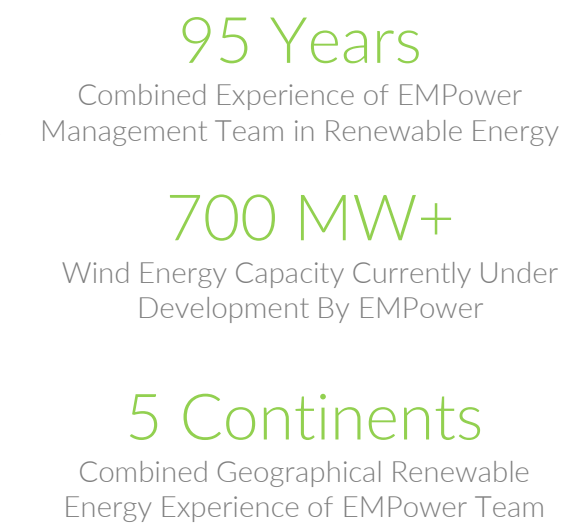 95 Years
Combined Experience of EMPower
Management Team in Renewable Energy
700 MW+
Wind Energy Capacity Currently Under
Development By EMPower
5 Continents
Combined Geographical Renewable
Energy Experience of EMPower Team